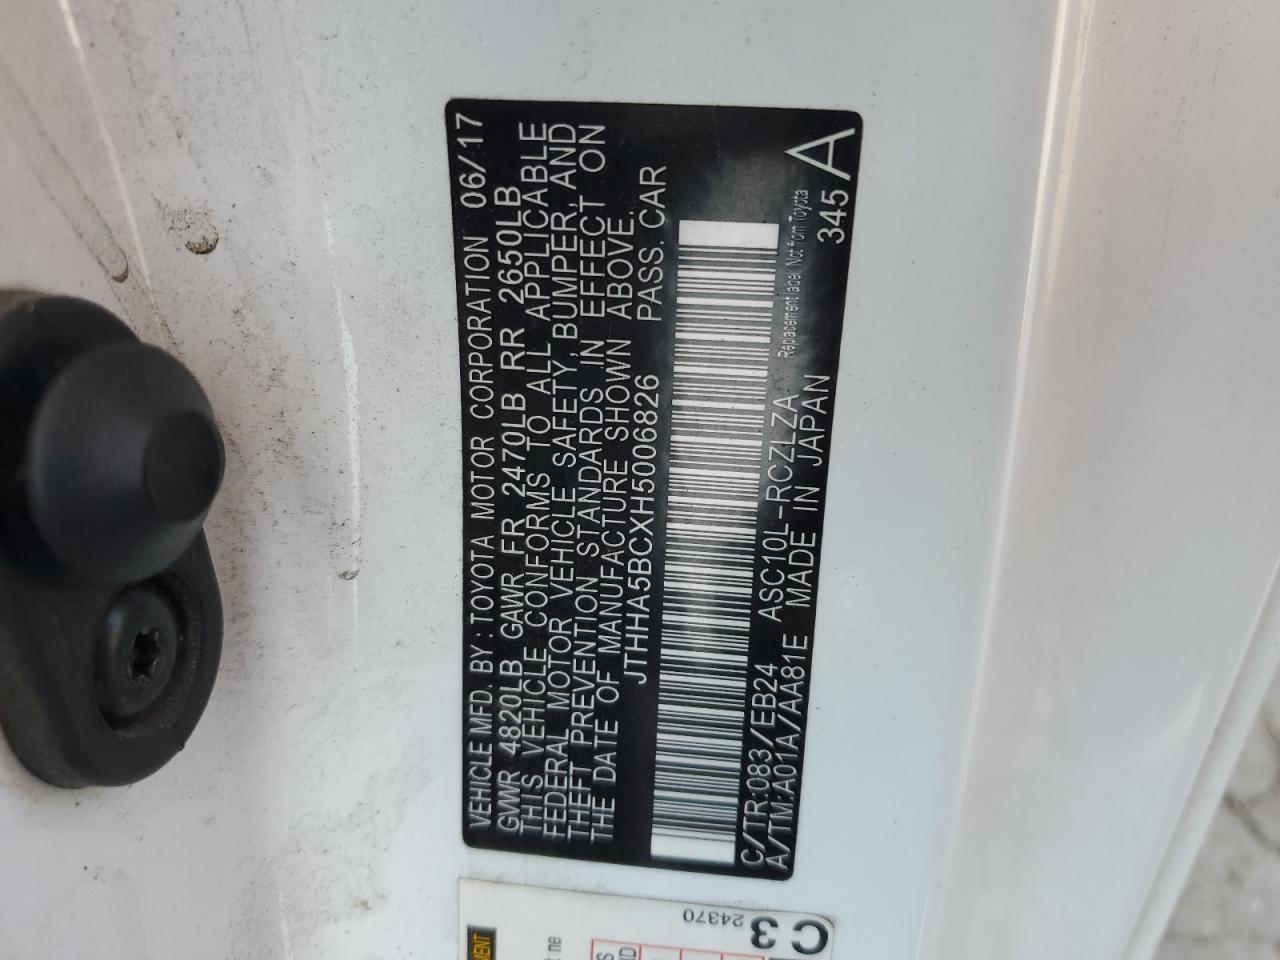 VEHICLE MFD. BY : TOYOTA MOTOR CORPORATION 06/17
GVWR 4820LB GAWR FR 2470LB RR 2650LB
THIS VEHICLE CONFORMS TO ALL APPLICABLE
FEDERAL MOTOR VEHICLE SAFETY, BUMPER, AND
THEFT PREVENTION STANDARDS IN EFFECT ON
THE DATE OF MANUFACTURE SHOWN ABOVE.
JTHHA5BCXH5006826 PASS. CAR
Replacement label. Not from Toyota
C/TR:083/EB24 ASC10L-RCZLZA 345 A
A/TM:A01A/AA81E MADE IN JAPAN
C3
24370